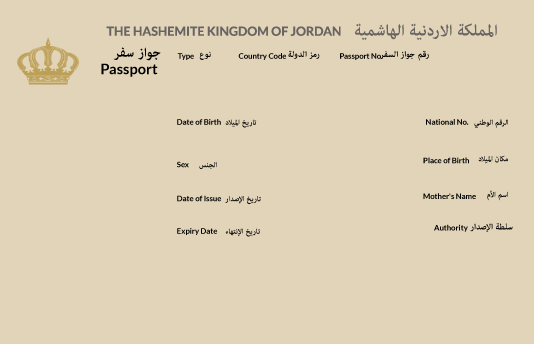 THE HASHEMITE KINGDOM OF JORDAN المملكة الاردنية الهاشمية
جواز سفر Type نوع Country Code رمز الدولة Passport No. رقم جواز السفر
Passport
Date of Birth تاريخ الميلاد National No. الرقم الوطني
Sex الجنس Place of Birth مكان الميلاد
Date of Issue تاريخ الإصدار Mother's Name اسم الأم
Expiry Date تاريخ الإنتهاء Authority سلطة الإصدار